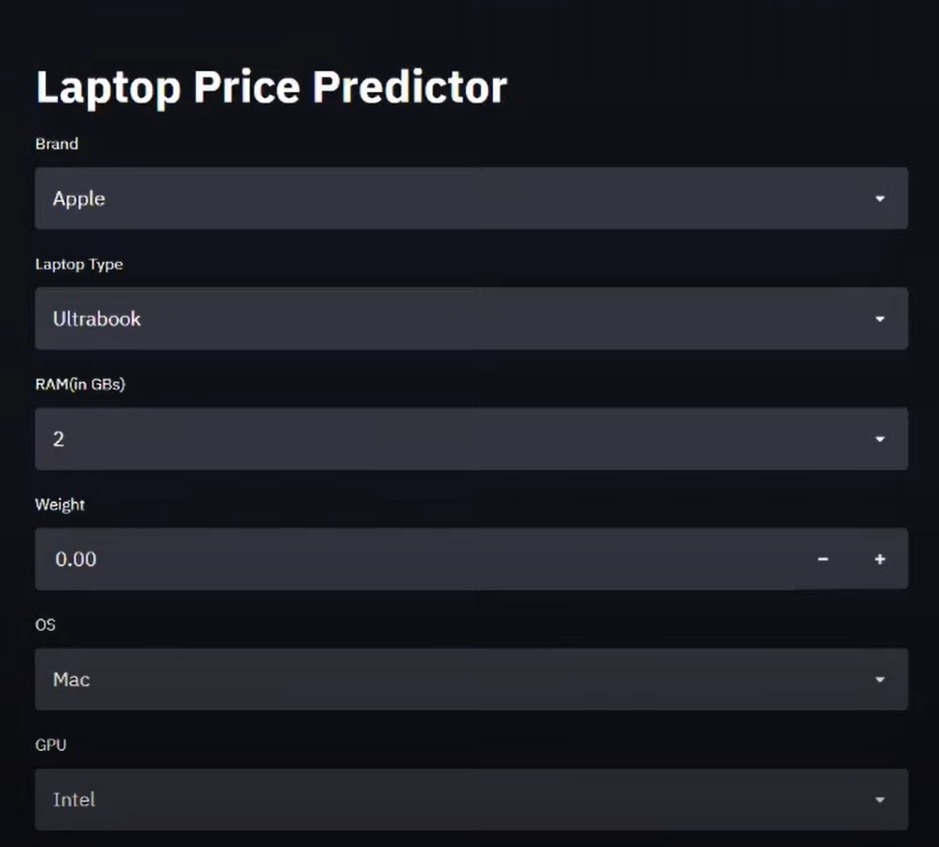 Laptop Price Predictor
Brand
Apple
Laptop Type
Ultrabook
RAM(in GBs)
2
Weight
0.00
OS
Mac
GPU
Intel